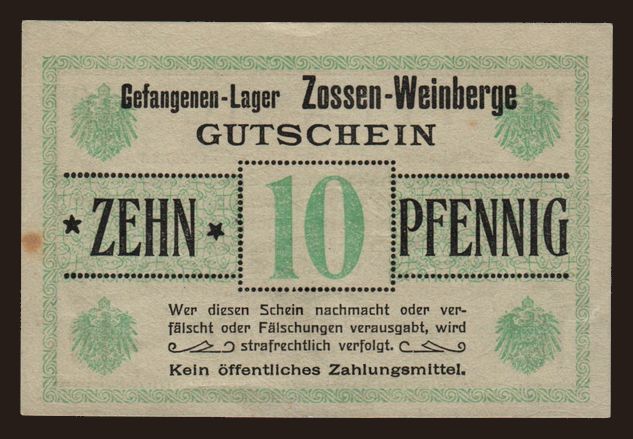 Gefangenen-Lager Zossen-Weinberge
GUTSCHEIN
* ZEHN * 10 PFENNIG
Wer diesen Schein nachmacht oder ver-
fälscht oder Fälschungen verausgabt, wird
strafrechtlich verfolgt.
Kein öffentliches Zahlungsmittel.